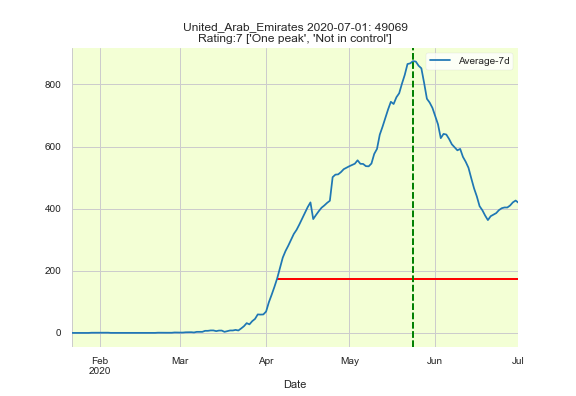 United_Arab_Emirates 2020-07-01: 49069
Rating:7 ['One peak', 'Not in control']
Average-7d
800
600
400
200
0
Feb
2020
Mar
Apr
May
Jun
Jul
Date